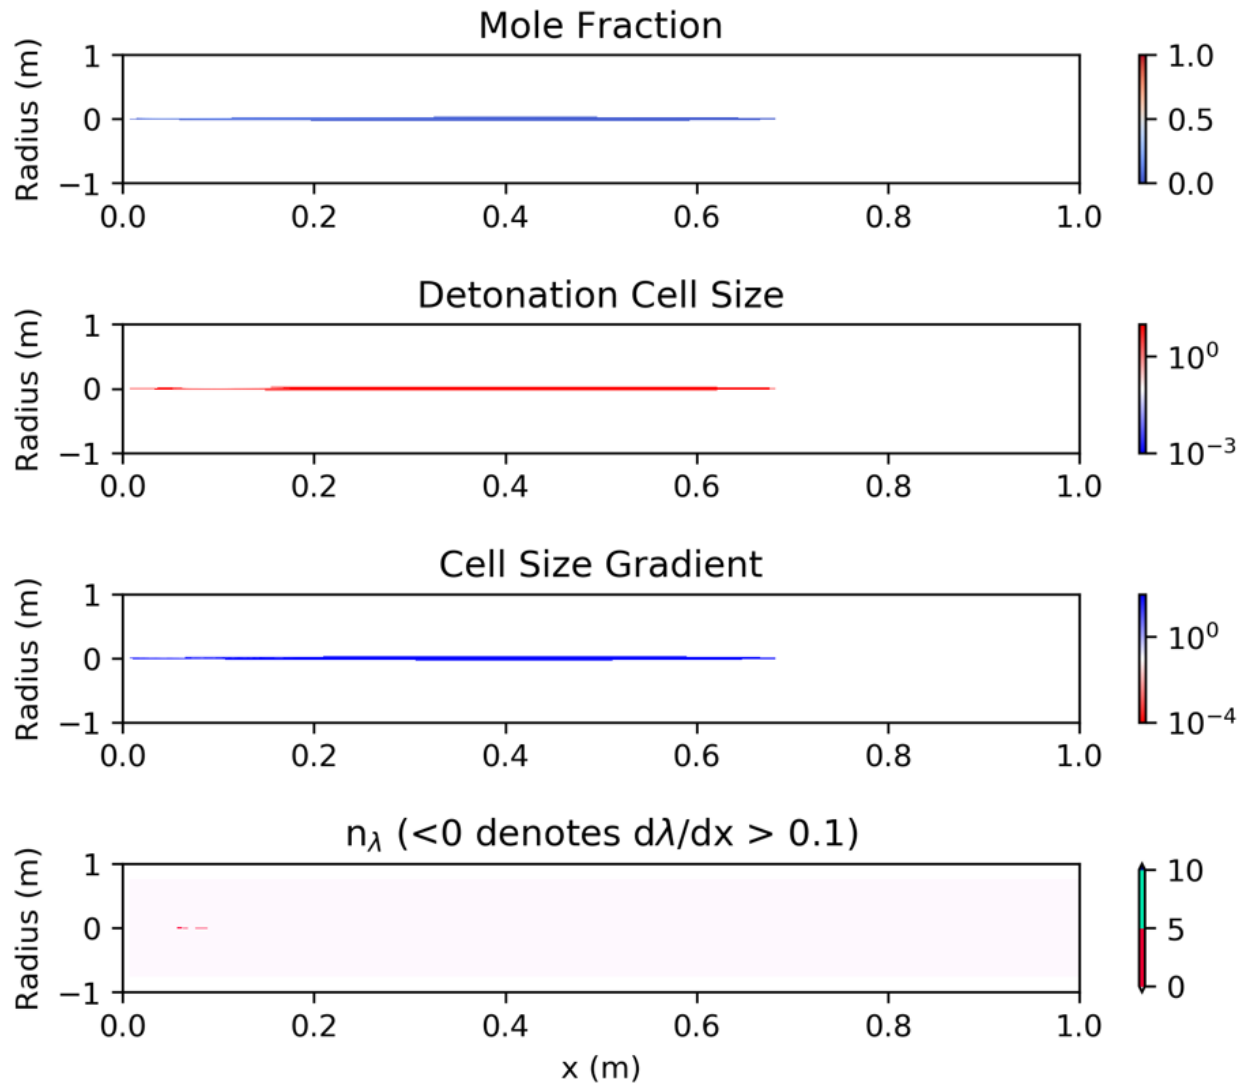 Mole Fraction
Radius (m)
1
0
−1
0.0 0.2 0.4 0.6 0.8 1.0
1.0
0.5
0.0
Detonation Cell Size
Radius (m)
1
0
−1
0.0 0.2 0.4 0.6 0.8 1.0
10⁰
10⁻³
Cell Size Gradient
Radius (m)
1
0
−1
0.0 0.2 0.4 0.6 0.8 1.0
10⁰
10⁻⁴
n_λ (<0 denotes dλ/dx > 0.1)
Radius (m)
1
0
−1
0.0 0.2 0.4 0.6 0.8 1.0
10
5
0
x (m)